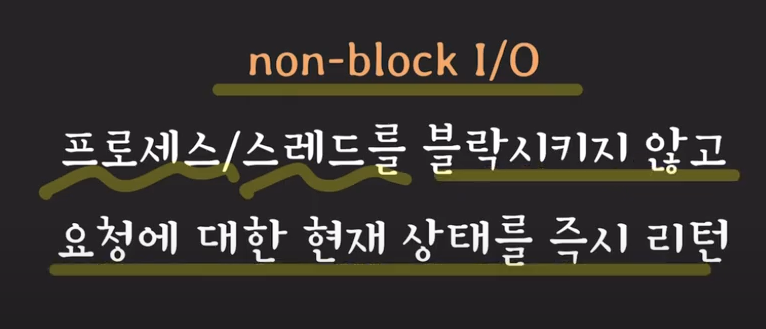 non-block I/O
프로세스/스레드를 블락시키지 않고
요청에 대한 현재 상태를 즉시 리턴